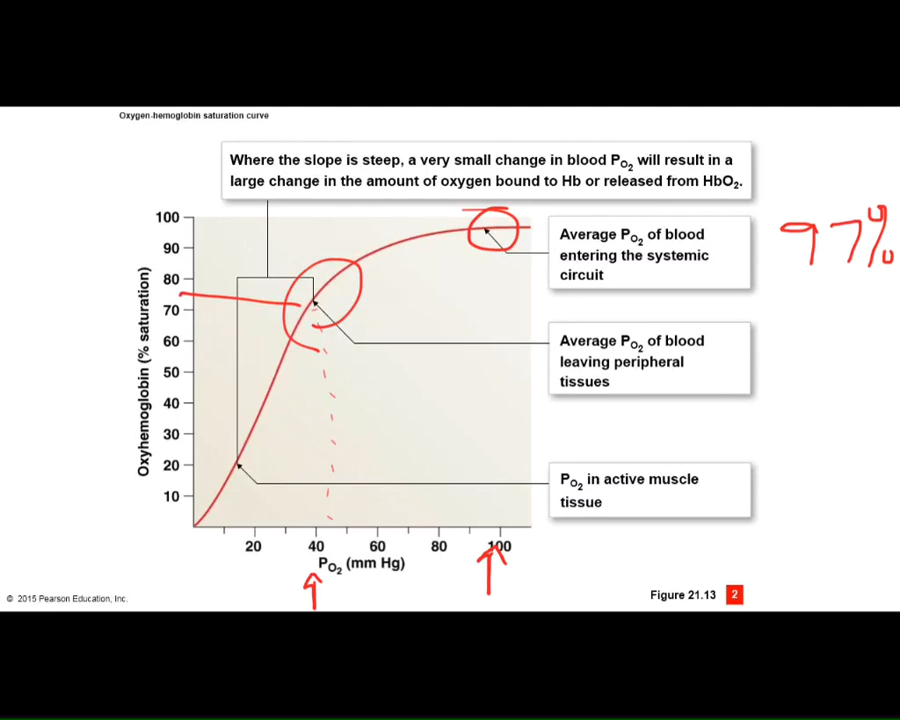 Oxygen-hemoglobin saturation curve
Where the slope is steep, a very small change in blood PO2 will result in a
large change in the amount of oxygen bound to Hb or released from HbO2.
100
90
80
70
60
50
40
30
20
10
Oxyhemoglobin (% saturation)
Average PO2 of blood
entering the systemic
circuit
97%
Average PO2 of blood
leaving peripheral
tissues
PO2 in active muscle
tissue
20 40 60 80 100
PO2 (mm Hg)
© 2015 Pearson Education, Inc.
Figure 21.13 2